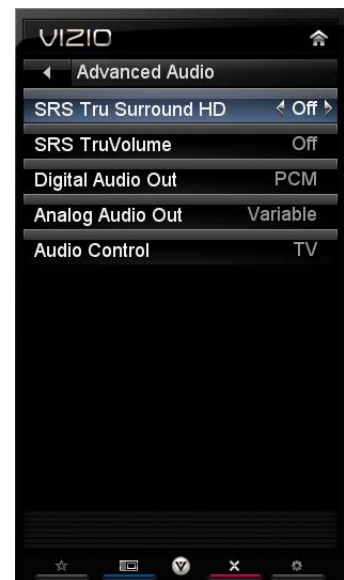 VIZIO
Advanced Audio
SRS Tru Surround HD Off
SRS TruVolume Off
Digital Audio Out PCM
Analog Audio Out Variable
Audio Control TV